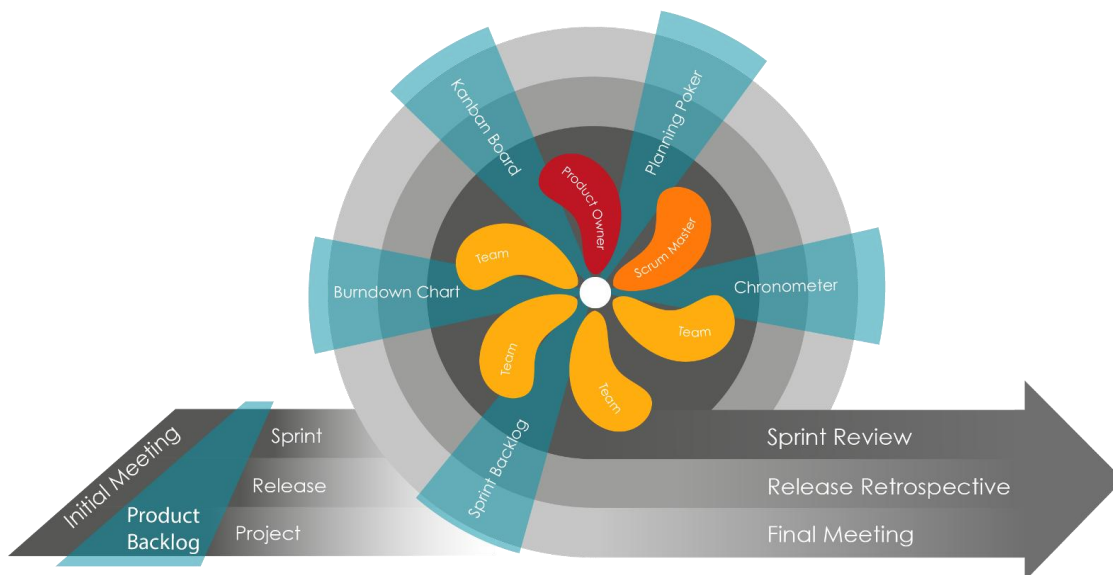 Kanban Board
Planning Poker
Product Owner
Scrum Master
Team
Burndown Chart
Chronometer
Team
Team
Team
Sprint Backlog
Initial Meeting
Sprint
Sprint Review
Release
Release Retrospective
Product
Backlog
Project
Final Meeting